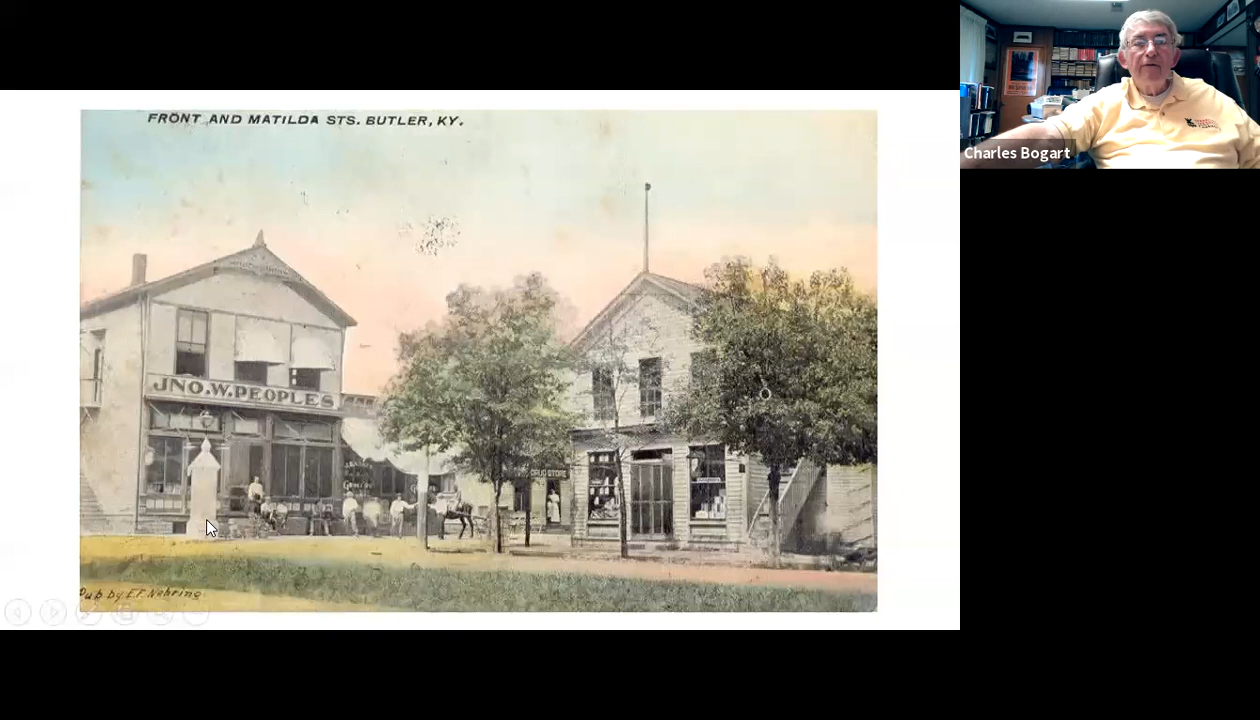 FRONT AND MATILDA STS. BUTLER, KY.
JNO.W.PEOPLES
DRUG STORE
Pub by E.F. Nehring
Charles Bogart